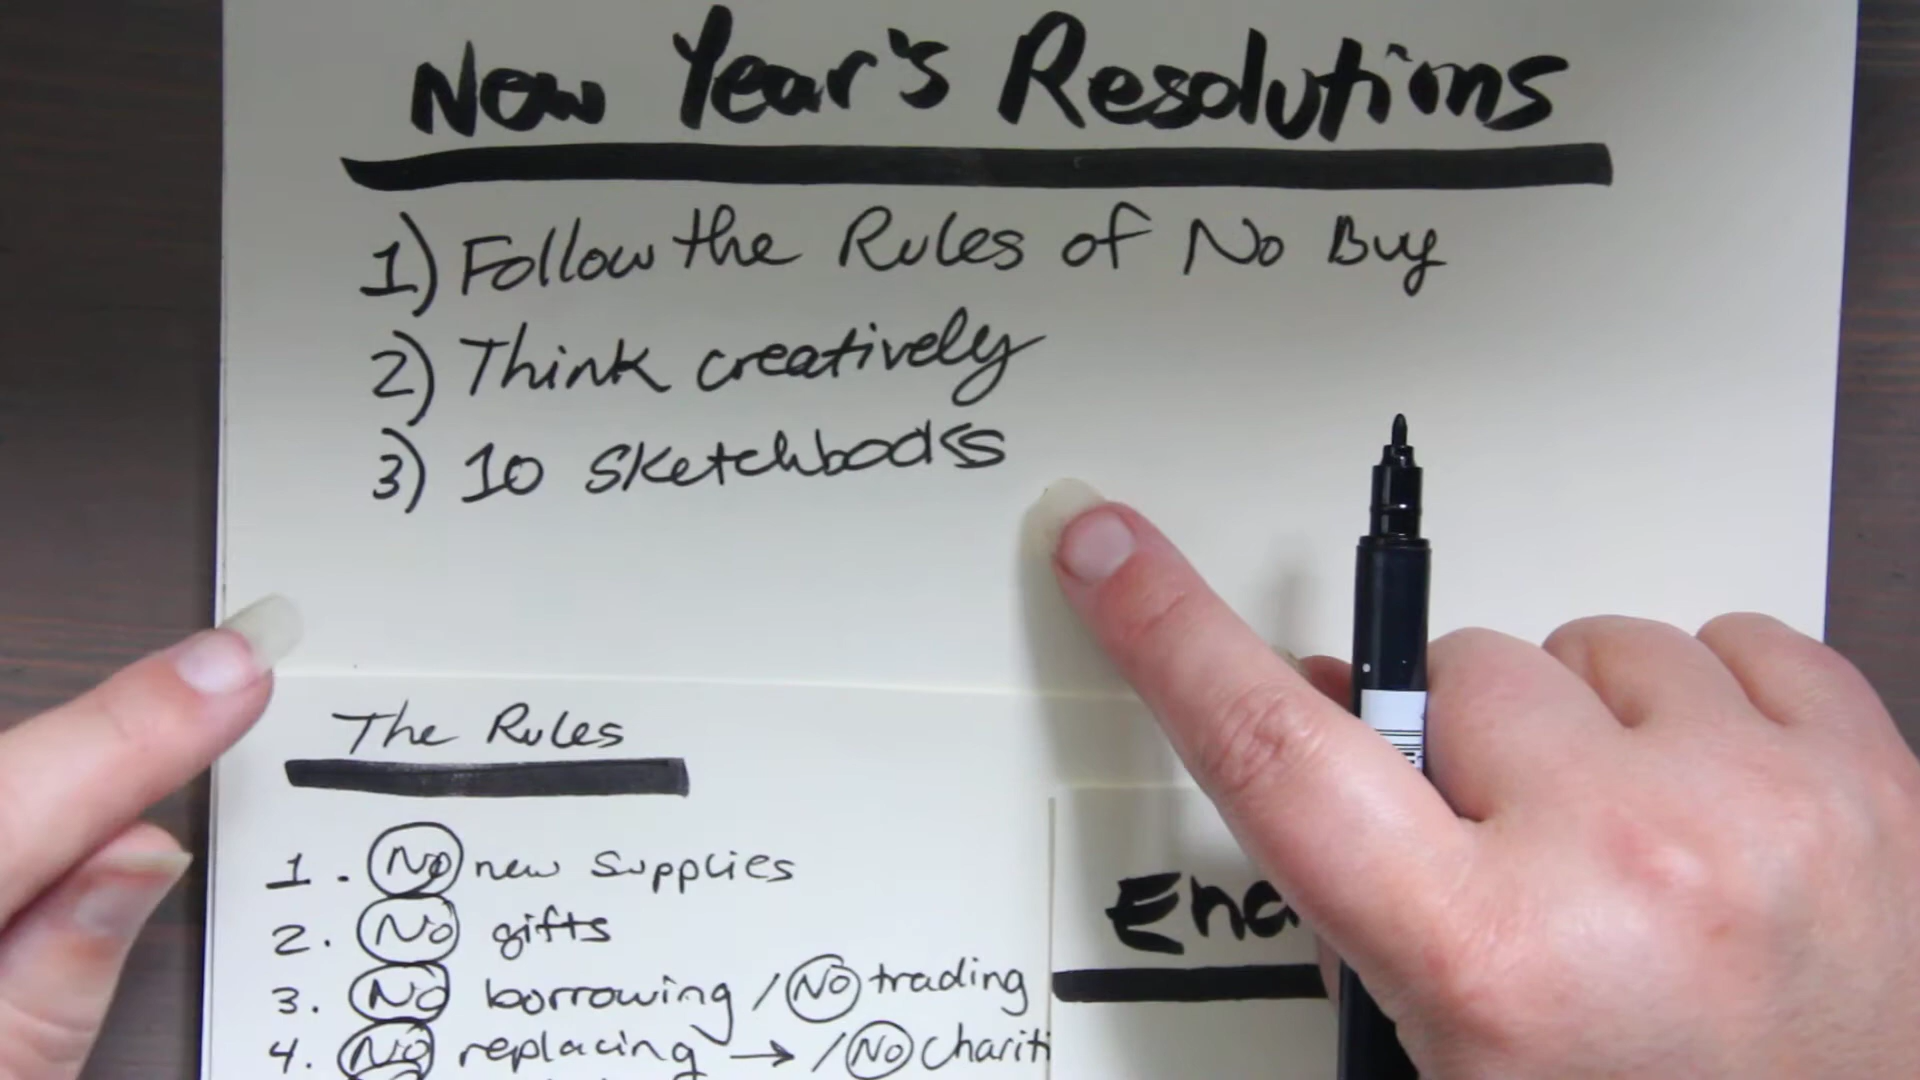 New Year's Resolutions
1) Follow the Rules of No Buy
2) Think creatively
3) 10 Sketchbooks
The Rules
1. No new supplies
2. No gifts
3. No borrowing / No trading
4. No replacing → / No chariti